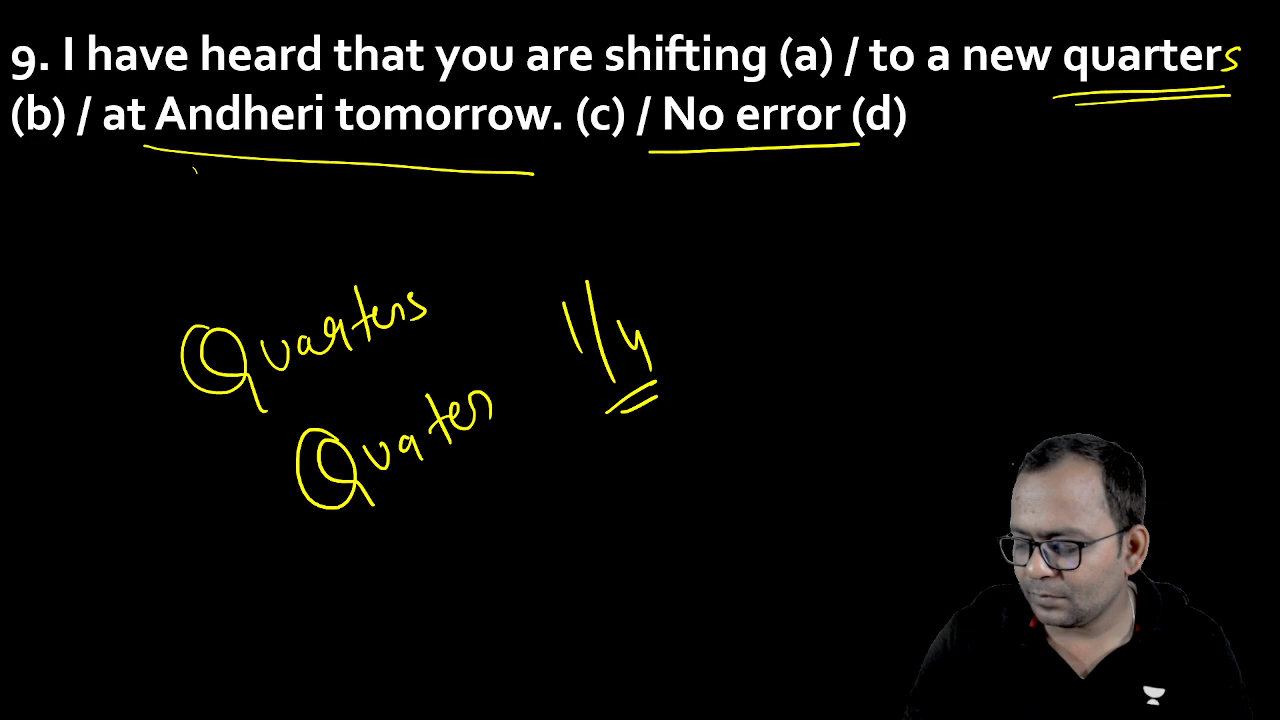 9. I have heard that you are shifting (a) / to a new quarters
(b) / at Andheri tomorrow. (c) / No error (d)
Quarters
1/4
Quater